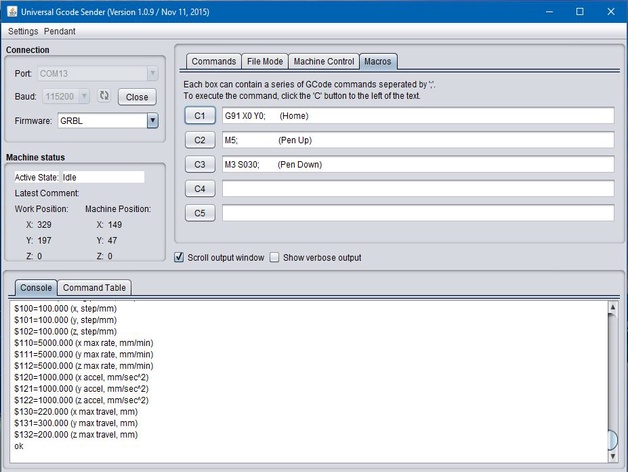 Universal Gcode Sender (Version 1.0.9 / Nov 11, 2015)
Settings Pendant
Connection
Port: COM13
Baud: 115200 Close
Firmware: GRBL
Machine status
Active State: Idle
Latest Comment:
Work Position: Machine Position:
X: 329 X: 149
Y: 197 Y: 47
Z: 0 Z: 0
Commands File Mode Machine Control Macros
Each box can contain a series of GCode commands seperated by ';'.
To execute the command, click the 'C' button to the left of the text.
C1 G91 X0 Y0; (Home)
C2 M5; (Pen Up)
C3 M3 S030; (Pen Down)
C4
C5
Scroll output window Show verbose output
Console Command Table
$100=100.000 (x, step/mm)
$101=100.000 (y, step/mm)
$102=100.000 (z, step/mm)
$110=5000.000 (x max rate, mm/min)
$111=5000.000 (y max rate, mm/min)
$112=5000.000 (z max rate, mm/min)
$120=1000.000 (x accel, mm/sec^2)
$121=1000.000 (y accel, mm/sec^2)
$122=1000.000 (z accel, mm/sec^2)
$130=220.000 (x max travel, mm)
$131=300.000 (y max travel, mm)
$132=200.000 (z max travel, mm)
ok